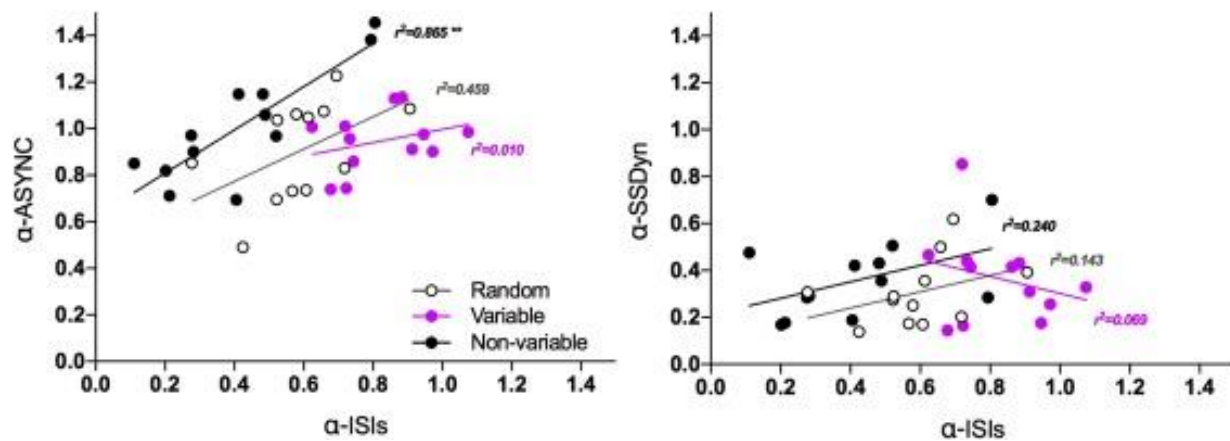 1.4
1.2
1.0
0.8
0.6
0.4
0.2
0.0
α-ASYNC
r²=0.865 **
r²=0.459
r²=0.010
Random
Variable
Non-variable
0.0 0.2 0.4 0.6 0.8 1.0 1.2 1.4
α-ISIs
1.4
1.2
1.0
0.8
0.6
0.4
0.2
0.0
α-SSDyn
r²=0.240
r²=0.143
r²=0.069
0.0 0.2 0.4 0.6 0.8 1.0 1.2 1.4
α-ISIs